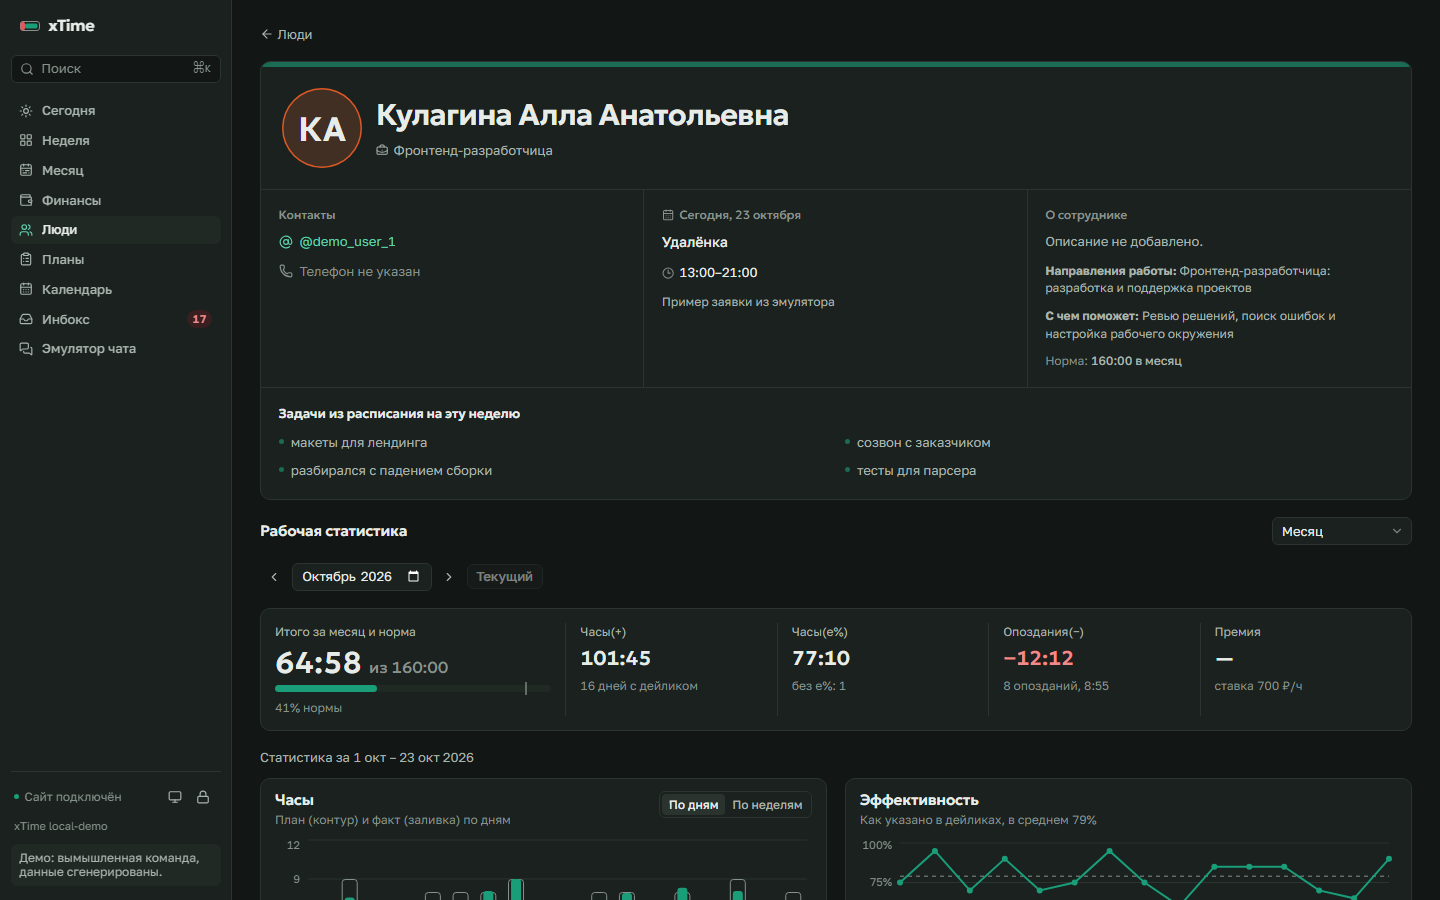 xTime
Поиск
⌘K
Сегодня
Неделя
Месяц
Финансы
Люди
Планы
Календарь
Инбокс 17
Эмулятор чата
Сайт подключён
xTime local-demo
Демо: вымышленная команда,
данные сгенерированы.
← Люди
КА
Кулагина Алла Анатольевна
Фронтенд-разработчица
Контакты
@demo_user_1
Телефон не указан
Сегодня, 23 октября
Удалёнка
13:00–21:00
Пример заявки из эмулятора
О сотруднике
Описание не добавлено.
Направления работы: Фронтенд-разработчица:
разработка и поддержка проектов
С чем поможет: Ревью решений, поиск ошибок и
настройка рабочего окружения
Норма: 160:00 в месяц
Задачи из расписания на эту неделю
макеты для лендинга
созвон с заказчиком
разбирался с падением сборки
тесты для парсера
Рабочая статистика
Месяц
Октябрь 2026
Текущий
Итого за месяц и норма
64:58 из 160:00
41% нормы
Часы(+)
101:45
16 дней с дейликом
Часы(e%)
77:10
без e%: 1
Опоздания(−)
−12:12
8 опозданий, 8:55
Премия
—
ставка 700 ₽/ч
Статистика за 1 окт – 23 окт 2026
Часы
План (контур) и факт (заливка) по дням
По дням
По неделям
12
9
Эффективность
Как указано в дейликах, в среднем 79%
100%
75%